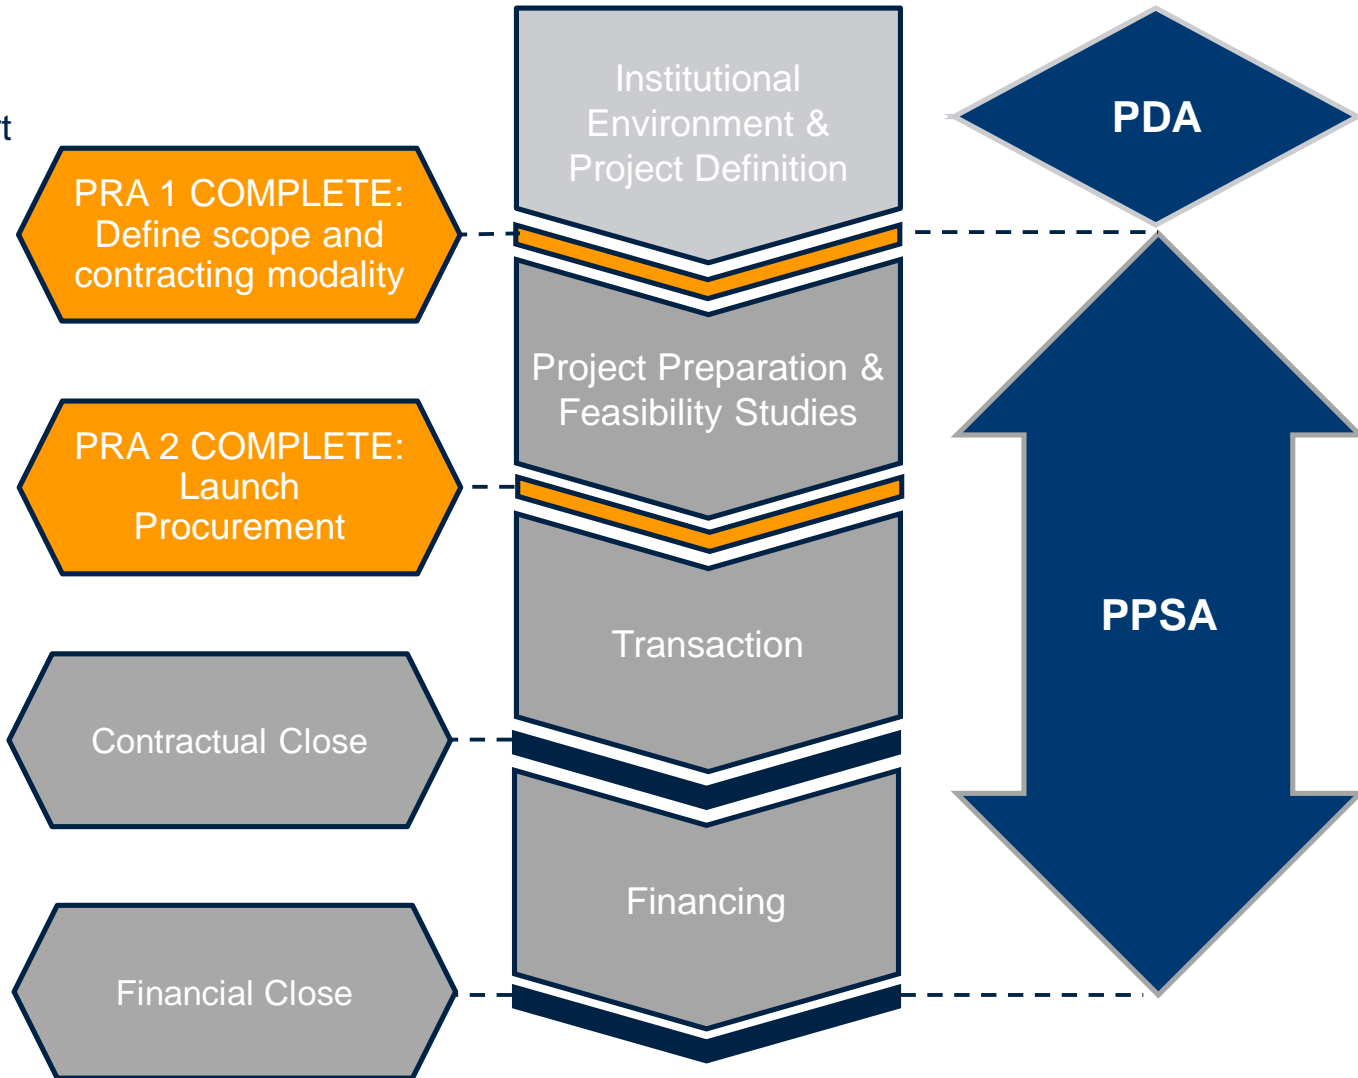 Institutional
Environment &
Project Definition
PDA
PRA 1 COMPLETE:
Define scope and
contracting modality
Project Preparation &
Feasibility Studies
PRA 2 COMPLETE:
Launch
Procurement
Transaction
PPSA
Contractual Close
Financing
Financial Close